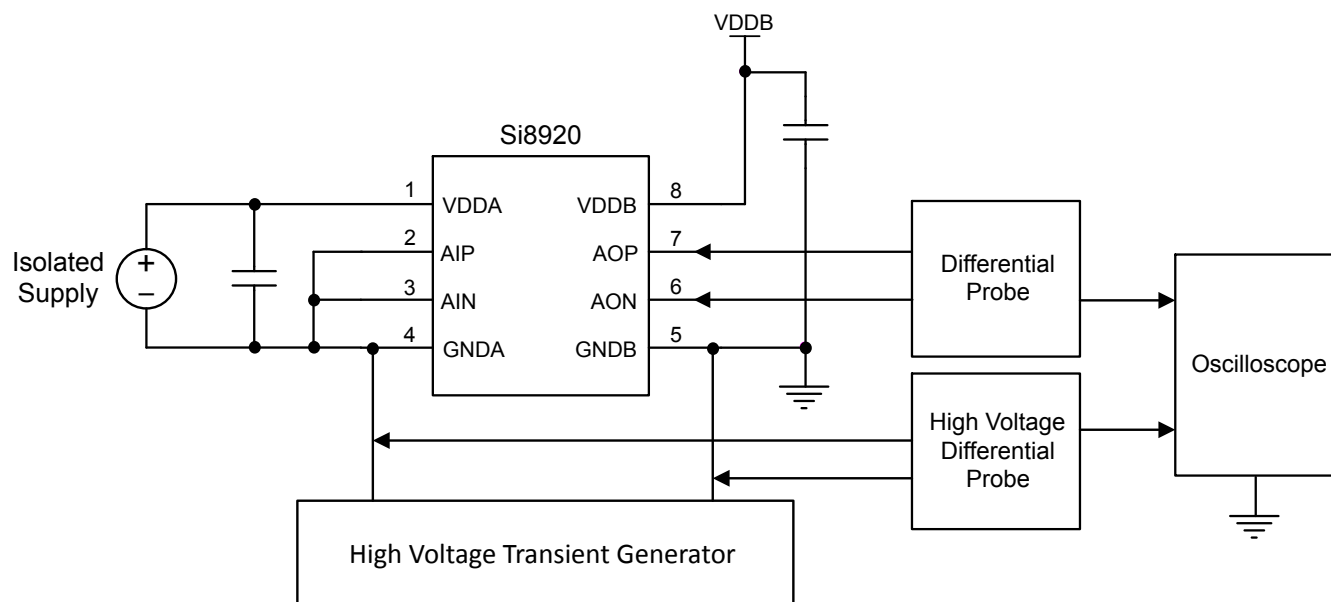 VDDB
Si8920
1
VDDA
VDDB
8
2
AIP
AOP
7
3
AIN
AON
6
4
GNDA
GNDB
5
Isolated
Supply
+
–
Differential
Probe
High Voltage
Differential
Probe
Oscilloscope
High Voltage Transient Generator